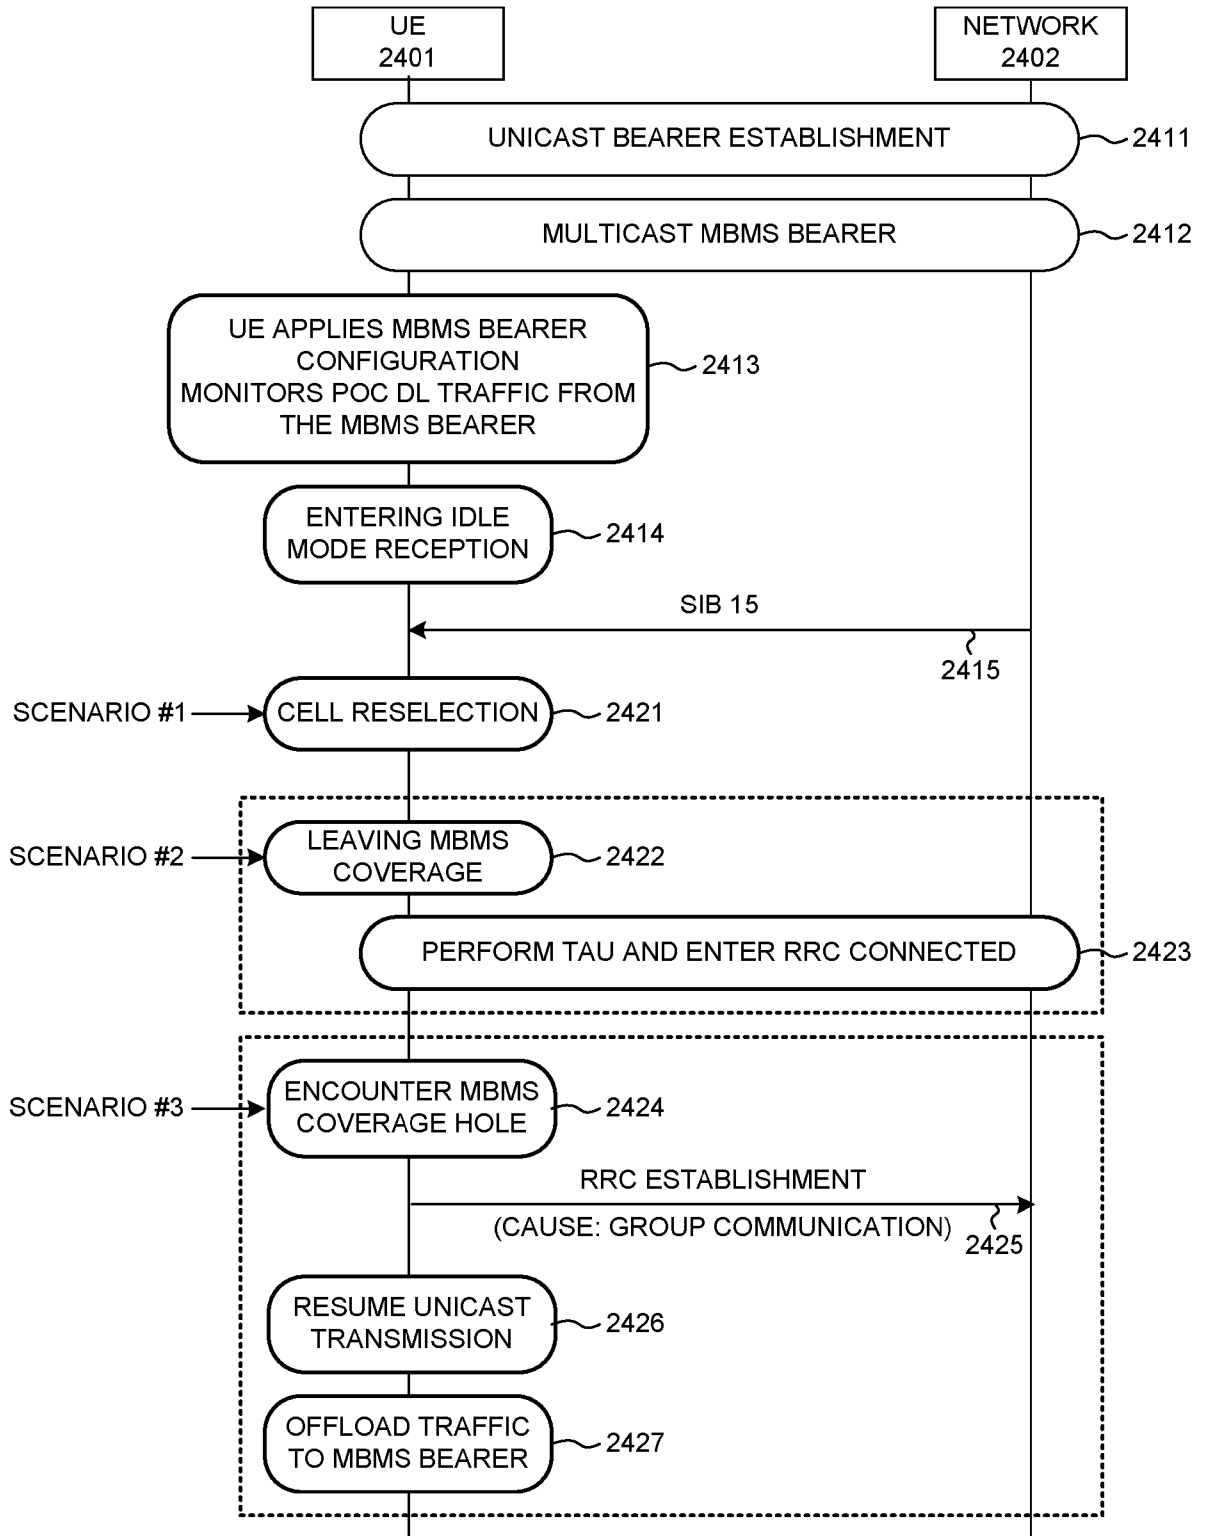 UE
2401
NETWORK
2402
UNICAST BEARER ESTABLISHMENT
2411
MULTICAST MBMS BEARER
2412
UE APPLIES MBMS BEARER
CONFIGURATION
MONITORS POC DL TRAFFIC FROM
THE MBMS BEARER
2413
ENTERING IDLE
MODE RECEPTION
2414
SIB 15
2415
SCENARIO #1
CELL RESELECTION
2421
SCENARIO #2
LEAVING MBMS
COVERAGE
2422
PERFORM TAU AND ENTER RRC CONNECTED
2423
SCENARIO #3
ENCOUNTER MBMS
COVERAGE HOLE
2424
RRC ESTABLISHMENT
(CAUSE: GROUP COMMUNICATION)
2425
RESUME UNICAST
TRANSMISSION
2426
OFFLOAD TRAFFIC
TO MBMS BEARER
2427